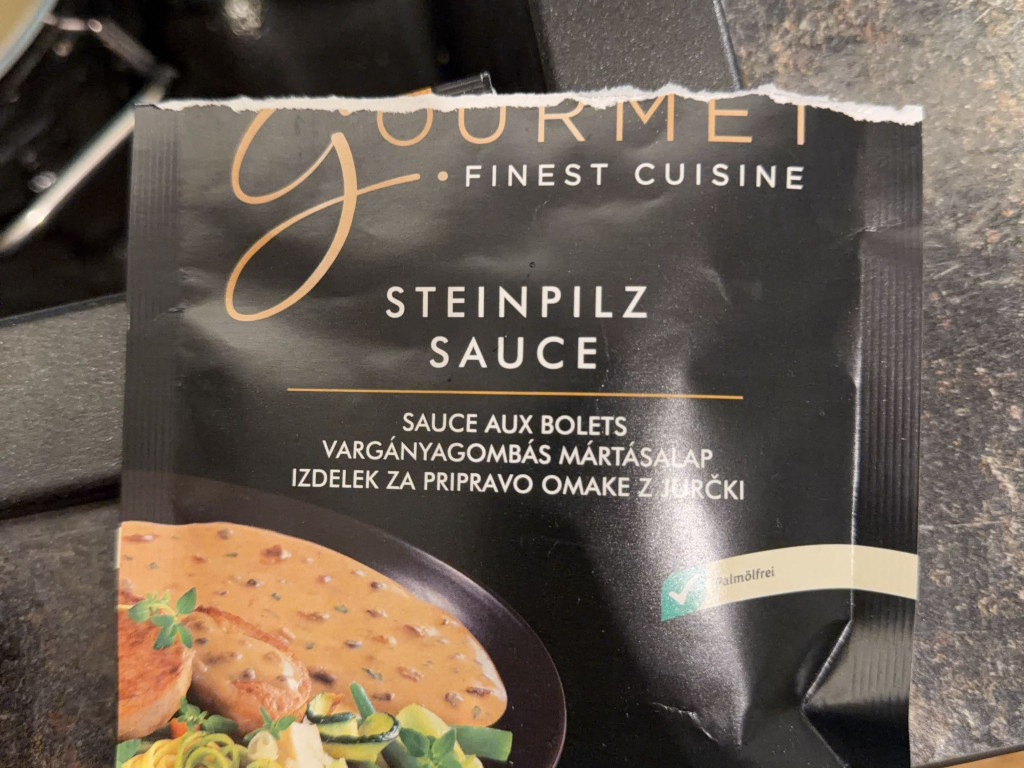 GOURMET
FINEST CUISINE
STEINPILZ
SAUCE
SAUCE AUX BOLETS
VARGÁNYAGOMBÁS MÁRTÁSALAP
IZDELEK ZA PRIPRAVO OMAKE Z JURČKI
Palmölfrei